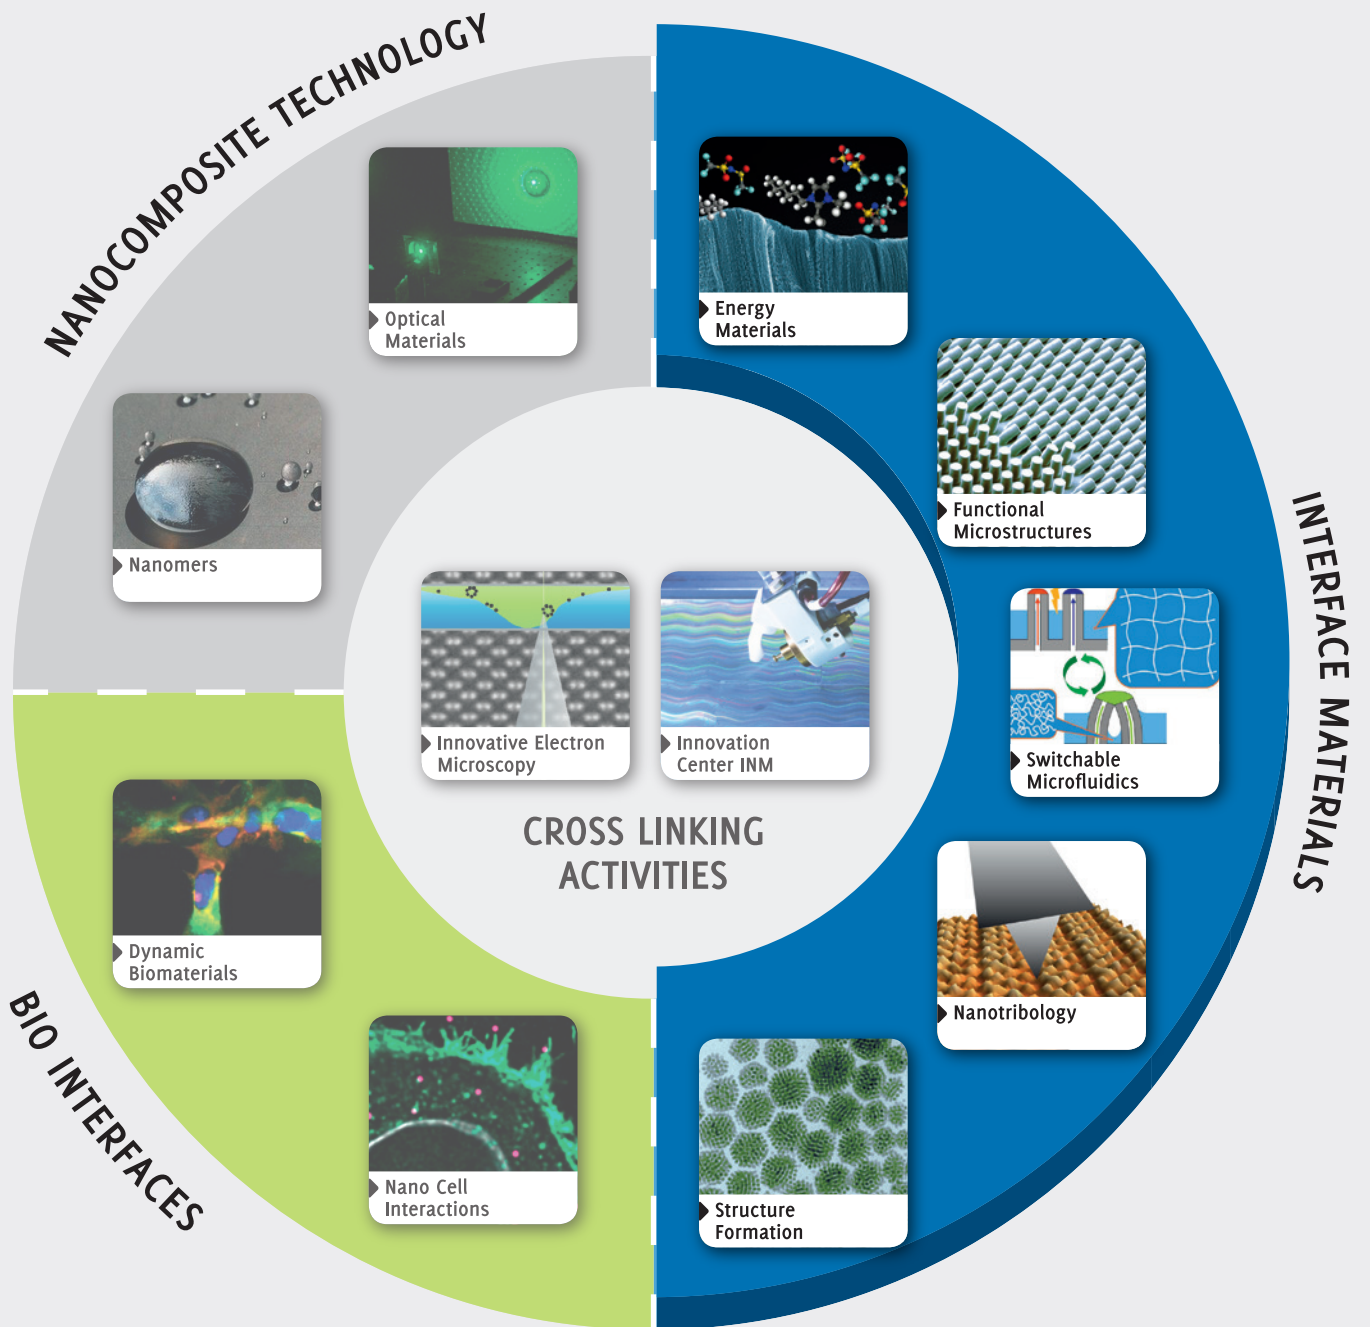 NANOCOMPOSITE TECHNOLOGY
Optical
Materials
Nanomers
Energy
Materials
Functional
Microstructures
Switchable
Microfluidics
Nanotribology
Structure
Formation
INTERFACE MATERIALS
Innovative Electron
Microscopy
Innovation
Center INM
CROSS LINKING
ACTIVITIES
Dynamic
Biomaterials
Nano Cell
Interactions
BIO INTERFACES